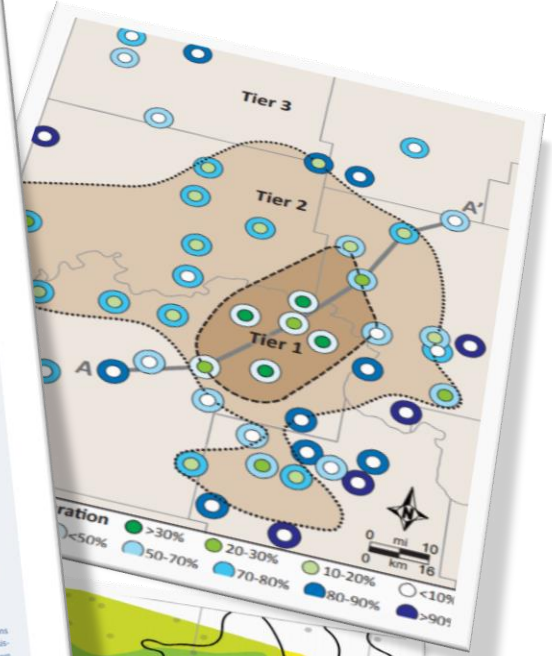 Tier 3
Tier 2
A'
Tier 1
A
ration
>30%
20-30%
10-20%
<10%
<50%
50-70%
70-80%
80-90%
>90%
N
0 mi 10
0 km 16